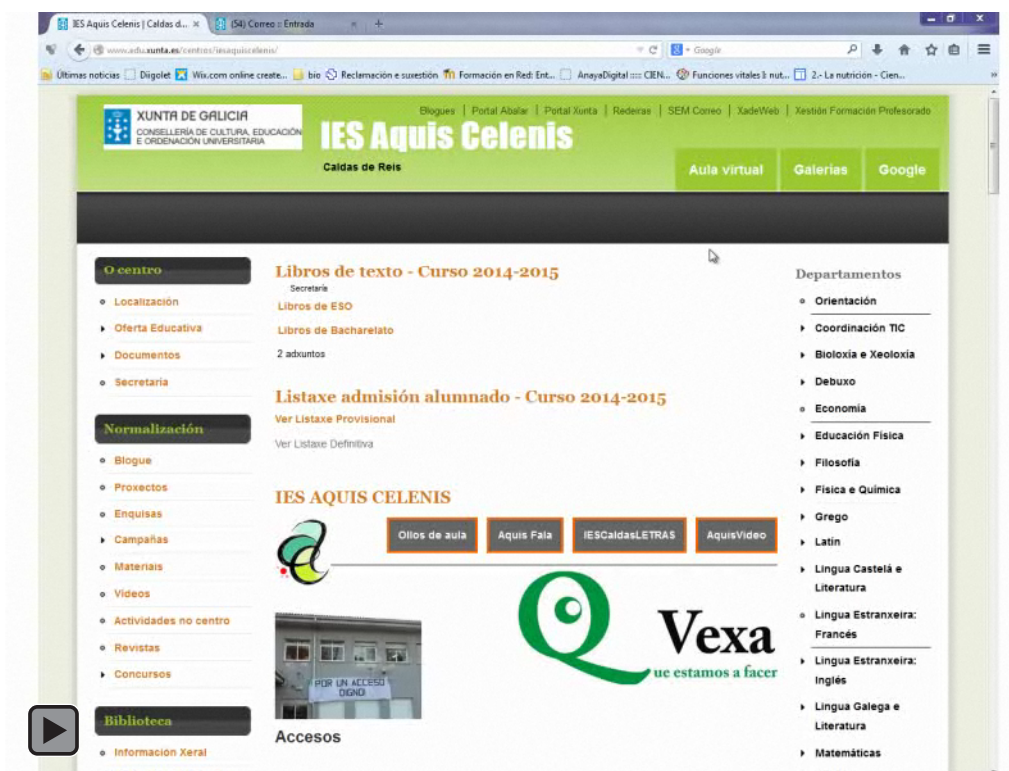 IES Aquis Celenis | Caldas d... ×
(54) Correo :: Entrada ×
www.edu.xunta.es/centros/iesaquiscelenis/
Google
Últimas noticias
Diigolet
Wix.com online create...
bio
Reclamación e suxestión
Formación en Red: Ent...
AnayaDigital :::: CIEN...
Funciones vitales I: nut...
2.- La nutrición - Cien...
XUNTA DE GALICIA
CONSELLERÍA DE CULTURA, EDUCACIÓN
E ORDENACIÓN UNIVERSITARIA
Blogues | Portal Abalar | Portal Xunta | Redeiras | SEM Correo | XadeWeb | Xestión Formación Profesorado
IES Aquis Celenis
Caldas de Reis
Aula virtual
Galerías
Google
O centro
Localización
Oferta Educativa
Documentos
Secretaría
Normalización
Blogue
Proxectos
Enquisas
Campañas
Materiais
Vídeos
Actividades no centro
Revistas
Concursos
Biblioteca
Información Xeral
Libros de texto - Curso 2014-2015
Secretaría
Libros de ESO
Libros de Bacharelato
2 adxuntos
Listaxe admisión alumnado - Curso 2014-2015
Ver Listaxe Provisional
Ver Listaxe Definitiva
IES AQUIS CELENIS
Ollos de aula
Aquis Fala
IESCaldasLETRAS
AquisVideo
Q Vexa
ue estamos a facer
POR UN ACCESO
DIGNO
Accesos
Departamentos
Orientación
Coordinación TIC
Bioloxía e Xeoloxía
Debuxo
Economía
Educación Física
Filosofía
Física e Química
Grego
Latín
Lingua Castelá e
Literatura
Lingua Estranxeira:
Francés
Lingua Estranxeira:
Inglés
Lingua Galega e
Literatura
Matemáticas